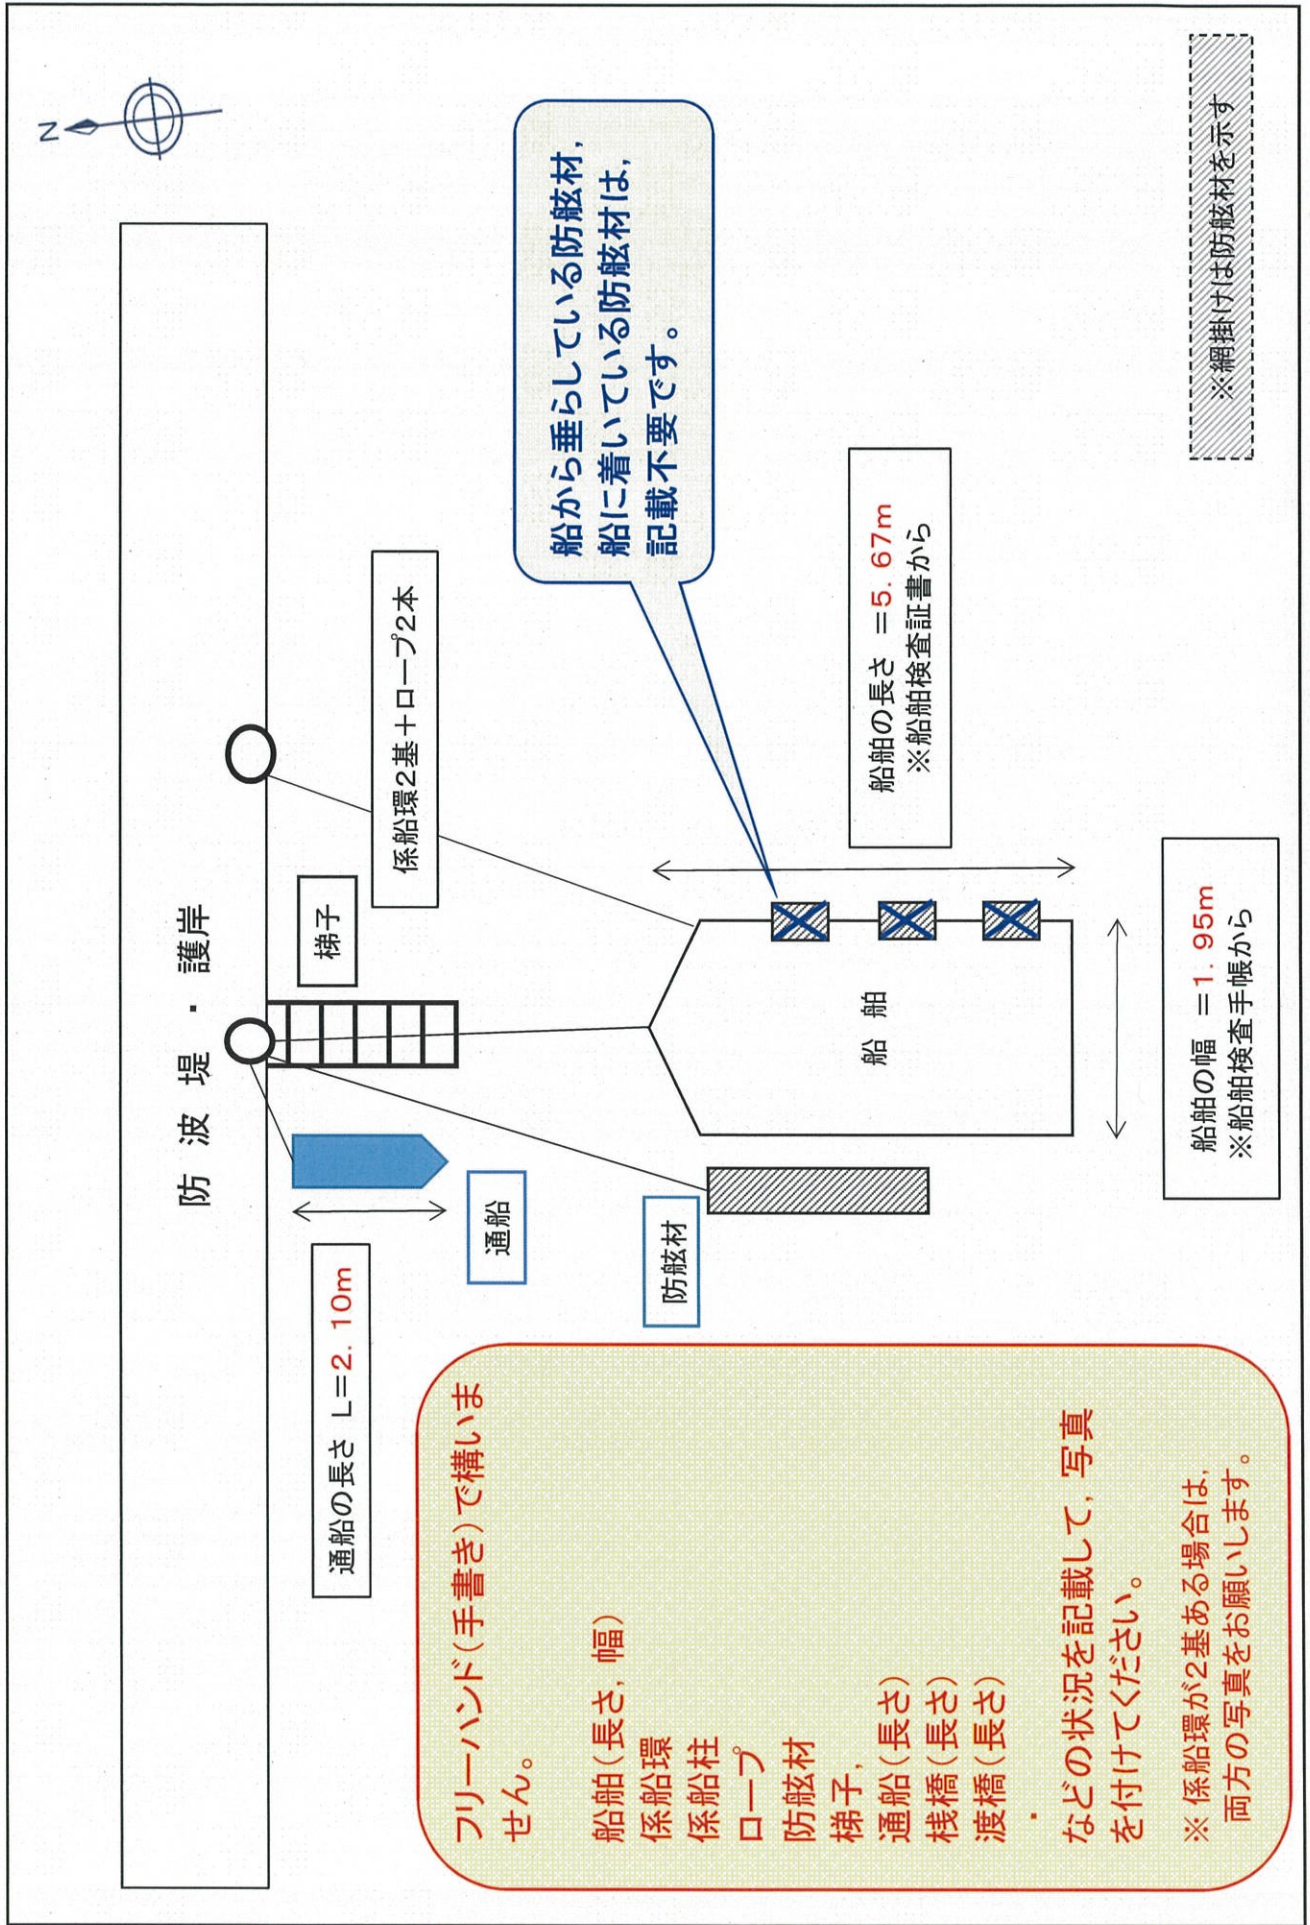 N
防 波 堤 ・ 護岸
梯子
係船環2基＋ロープ2本
通船の長さ L＝2．10m
通船
防舷材
船から垂らしている防舷材，
船に着いている防舷材は，
記載不要です。
船 舶
船舶の長さ ＝5．67m
※船舶検査証書から
船舶の幅 ＝1．95m
※船舶検査手帳から
※網掛けは防舷材を示す
フリーハンド（手書き）で構いま
せん。
船舶（長さ，幅）
係船環
係船柱
ロープ
防舷材
梯子，
通船（長さ）
桟橋（長さ）
渡橋（長さ）
・
などの状況を記載して，写真
を付けてください。
※ 係船環が2基ある場合は，
両方の写真をお願いします。